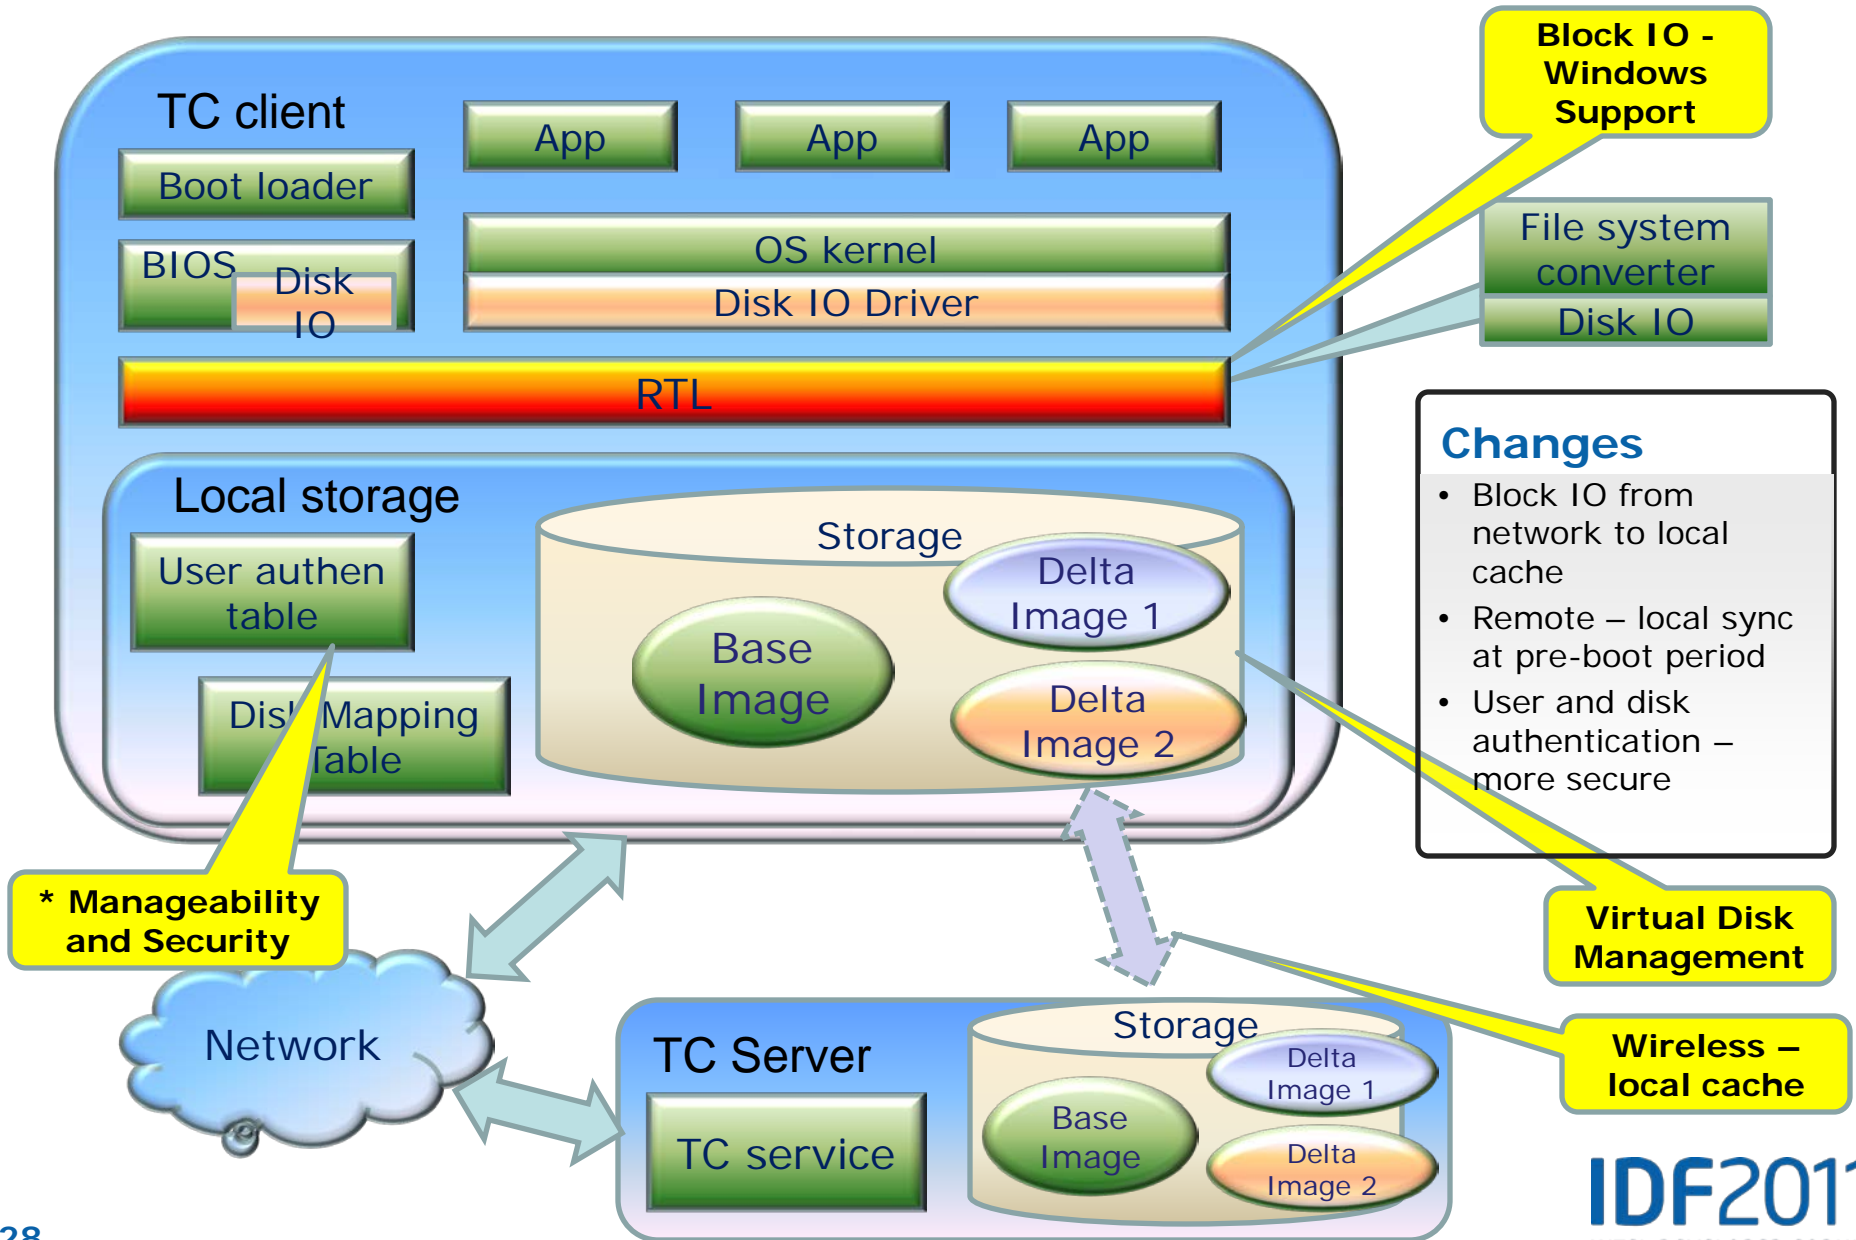 Block IO -
Windows
Support
TC client
App
App
App
Boot loader
BIOS
Disk
IO
OS kernel
Disk IO Driver
File system
converter
Disk IO
RTL
Local storage
User authen
table
Disk Mapping
Table
Storage
Base
Image
Delta
Image 1
Delta
Image 2
Changes
• Block IO from
network to local
cache
• Remote – local sync
at pre-boot period
• User and disk
authentication –
more secure
* Manageability
and Security
Virtual Disk
Management
Network
TC Server
TC service
Storage
Base
Image
Delta
Image 1
Delta
Image 2
Wireless –
local cache
IDF2011
28